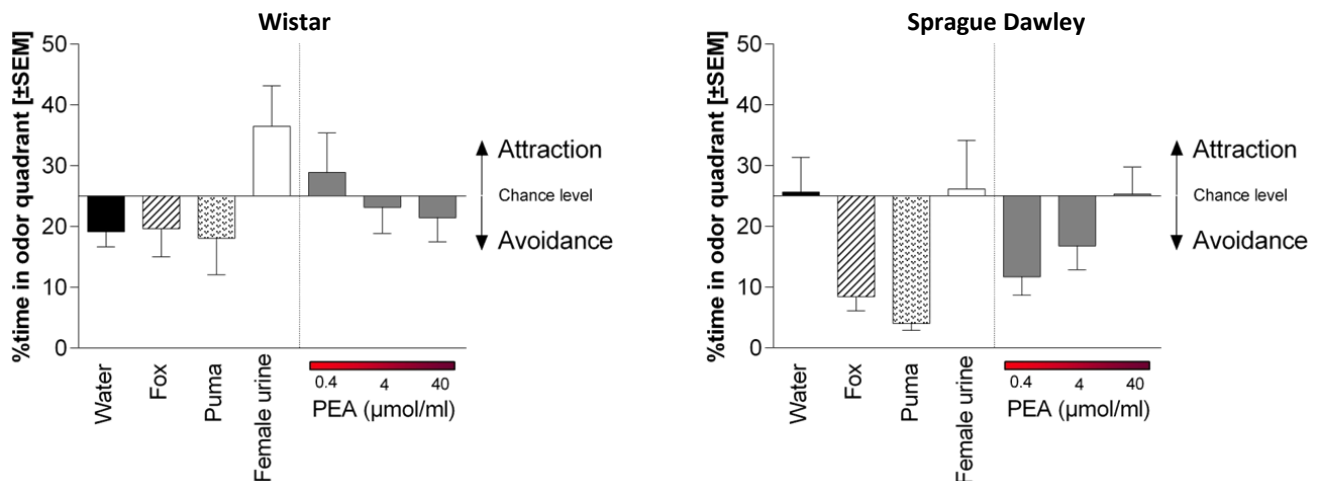 Wistar
%time in odor quadrant [±SEM]
50
40
30
20
10
0
Attraction
Chance level
Avoidance
Water
Fox
Puma
Female urine
0.4 4 40
PEA (µmol/ml)
Sprague Dawley
%time in odor quadrant [±SEM]
50
40
30
20
10
0
Attraction
Chance level
Avoidance
Water
Fox
Puma
Female urine
0.4 4 40
PEA (µmol/ml)